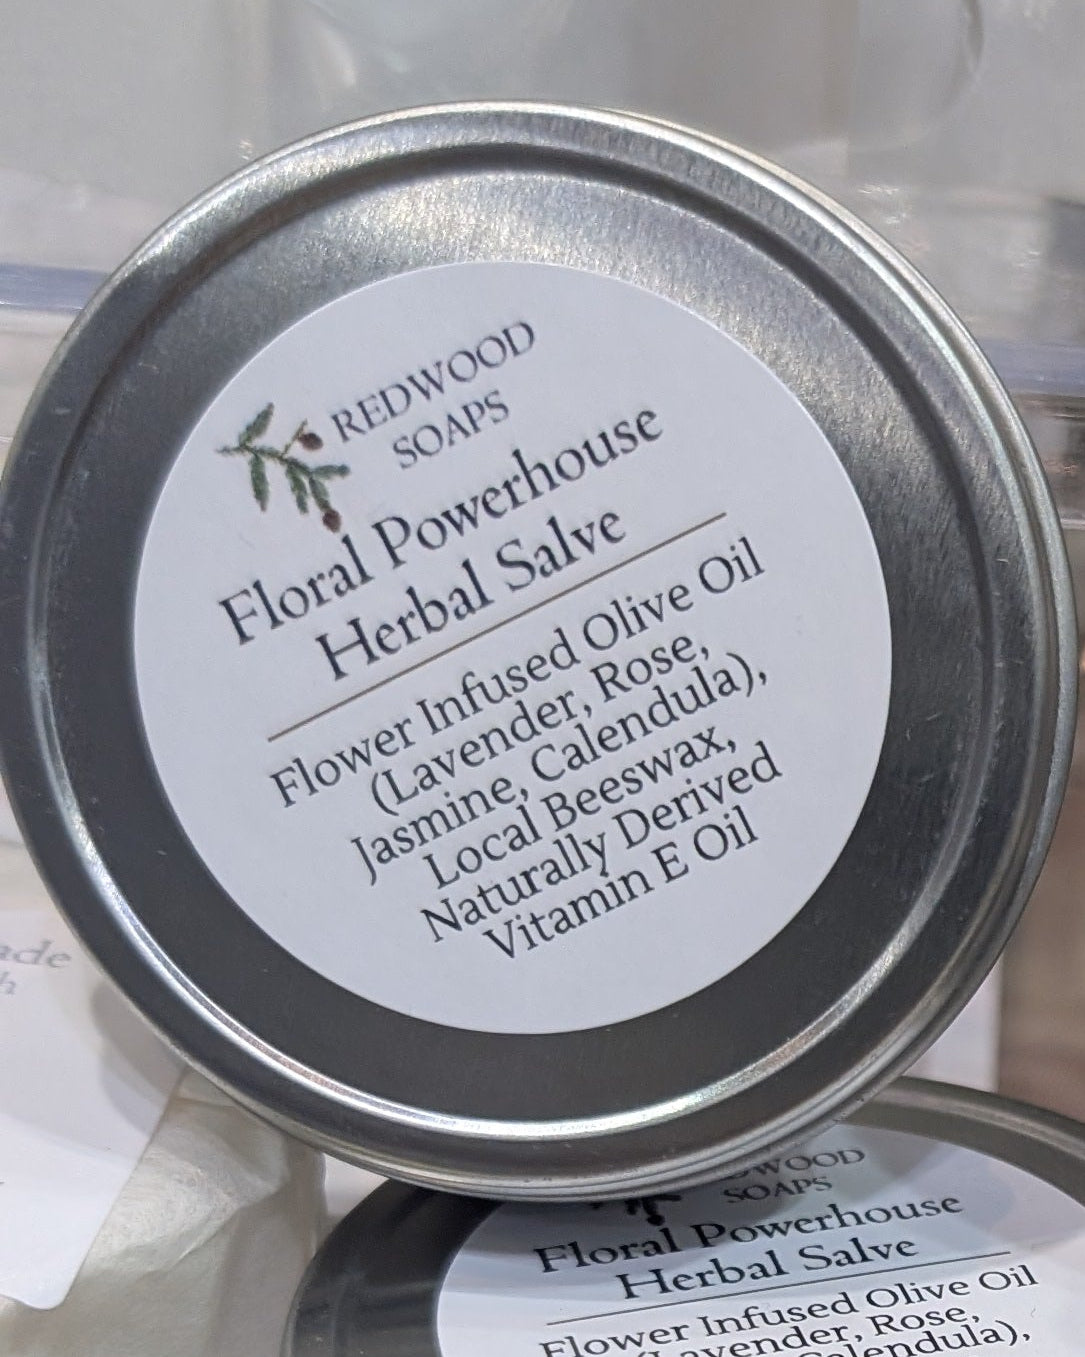 REDWOOD
SOAPS
Floral Powerhouse
Herbal Salve
Flower Infused Olive Oil
(Lavender, Rose,
Jasmine, Calendula),
Local Beeswax,
Naturally Derived
Vitamin E Oil
SOAPS
Floral Powerhouse
Herbal Salve
Flower Infused Olive Oil
Rose,